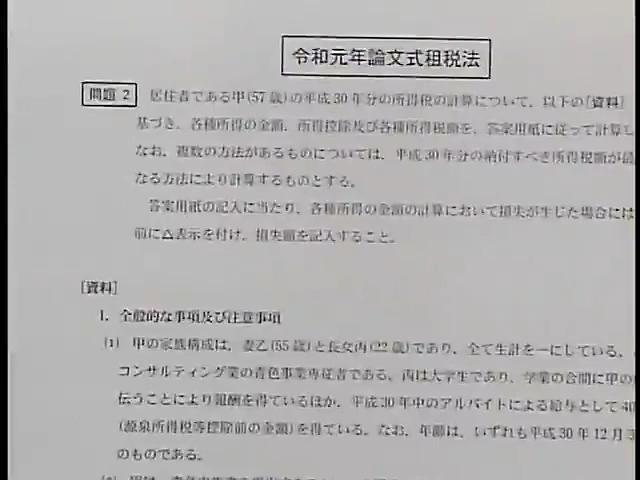 令和元年論文式租税法
問題 2 居住者である甲(57歳)の平成30年分の所得税の計算について、以下の[資料]
基づき、各種所得の金額、所得控除及び各種所得税額を、答案用紙に従って計算し
なお、複数の方法があるものについては、平成30年分の納付すべき所得税額が最
なる方法により計算するものとする。
答案用紙の記入に当たり、各種所得の金額の計算において損失が生じた場合には
前に△表示を付け、損失額を記入すること。
[資料]
1. 全般的な事項及び注意事項
(1) 甲の家族構成は、妻乙(55歳)と長女丙(22歳)であり、全て生計を一にしている。
コンサルティング業の青色事業専従者である。丙は大学生であり、学業の合間に甲の
伝うことにより報酬を得ているほか、平成30年中のアルバイトによる給与として40
(源泉所得税等控除前の金額)を得ている。なお、年齢は、いずれも平成30年12月3
のものである。